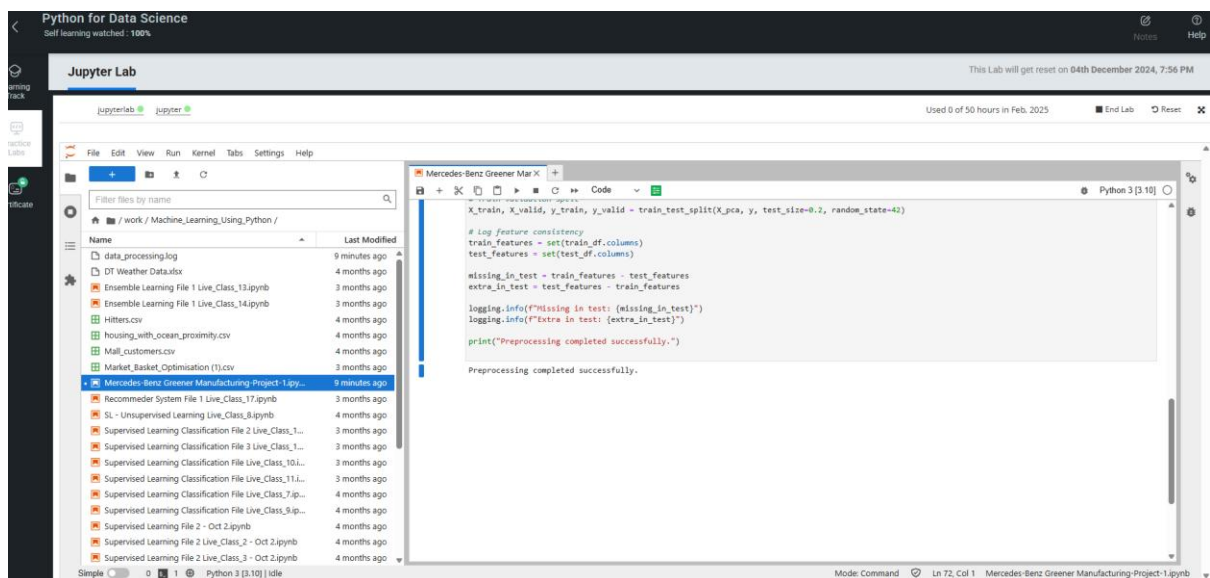 Python for Data Science
Self learning watched : 100%
Notes
Help
Jupyter Lab
This Lab will get reset on 04th December 2024, 7:56 PM
jupyterlab
jupyter
Used 0 of 50 hours in Feb, 2025
End Lab
Reset
File Edit View Run Kernel Tabs Settings Help
Filter files by name
/ work / Machine_Learning_Using_Python /
Name Last Modified
data_processing.log 9 minutes ago
DT Weather Data.xlsx 4 months ago
Ensemble Learning File 1 Live_Class_13.ipynb 3 months ago
Ensemble Learning File 1 Live_Class_14.ipynb 3 months ago
Hitters.csv 4 months ago
housing_with_ocean_proximity.csv 4 months ago
Mall_customers.csv 4 months ago
Market_Basket_Optimisation (1).csv 3 months ago
Mercedes-Benz Greener Manufacturing-Project-1.ipy... 9 minutes ago
Recommeder System File 1 Live_Class_17.ipynb 3 months ago
SL - Unsupervised Learning Live_Class_8.ipynb 4 months ago
Supervised Learning Classification File 2 Live_Class_1... 3 months ago
Supervised Learning Classification File 3 Live_Class_1... 3 months ago
Supervised Learning Classification File Live_Class_10.i... 3 months ago
Supervised Learning Classification File Live_Class_11.i... 3 months ago
Supervised Learning Classification File Live_Class_7.ip... 4 months ago
Supervised Learning Classification File Live_Class_9.ip... 4 months ago
Supervised Learning File 2 - Oct 2.ipynb 4 months ago
Supervised Learning File 2 Live_Class_2 - Oct 2.ipynb 4 months ago
Supervised Learning File 2 Live_Class_3 - Oct 2.ipynb 4 months ago
Mercedes-Benz Greener Mar
Code
Python 3 [3.10]
X_train, X_valid, y_train, y_valid = train_test_split(X_pca, y, test_size=0.2, random_state=42)
# Log feature consistency
train_features = set(train_df.columns)
test_features = set(test_df.columns)
missing_in_test = train_features - test_features
extra_in_test = test_features - train_features
logging.info(f"Missing in test: {missing_in_test}")
logging.info(f"Extra in test: {extra_in_test}")
print("Preprocessing completed successfully.")
Preprocessing completed successfully.
Simple 0 1 Python 3 [3.10] | Idle
Mode: Command Ln 72, Col 1 Mercedes-Benz Greener Manufacturing-Project-1.ipynb